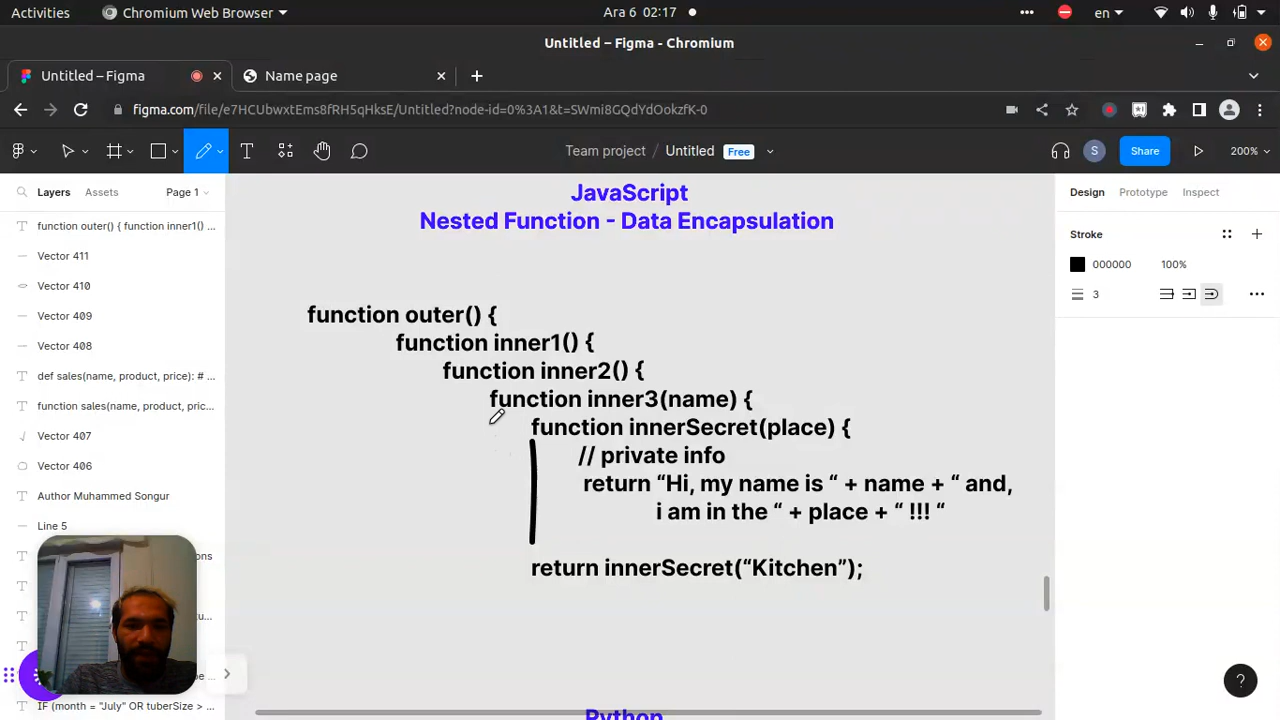 Activities
Chromium Web Browser
Ara 6 02:17
en
Untitled – Figma - Chromium
Untitled – Figma
Name page
figma.com/file/e7HCUbwxtEms8fRH5qHksE/Untitled?node-id=0%3A1&t=SWmi8GQdYdOokzfK-0
Team project / Untitled Free
S
Share
200%
Layers
Assets
Page 1
Design
Prototype
Inspect
function outer() { function inner1() ...
Vector 411
Vector 410
Vector 409
Vector 408
def sales(name, product, price): # ...
function sales(name, product, pric...
Vector 407
Vector 406
Author Muhammed Songur
Line 5
IF (month = "July" OR tuberSize > ...
JavaScript
Nested Function - Data Encapsulation
function outer() {
function inner1() {
function inner2() {
function inner3(name) {
function innerSecret(place) {
// private info
return “Hi, my name is “ + name + “ and,
i am in the “ + place + “ !!! “
return innerSecret(“Kitchen”);
Python
Stroke
000000 100%
3
?